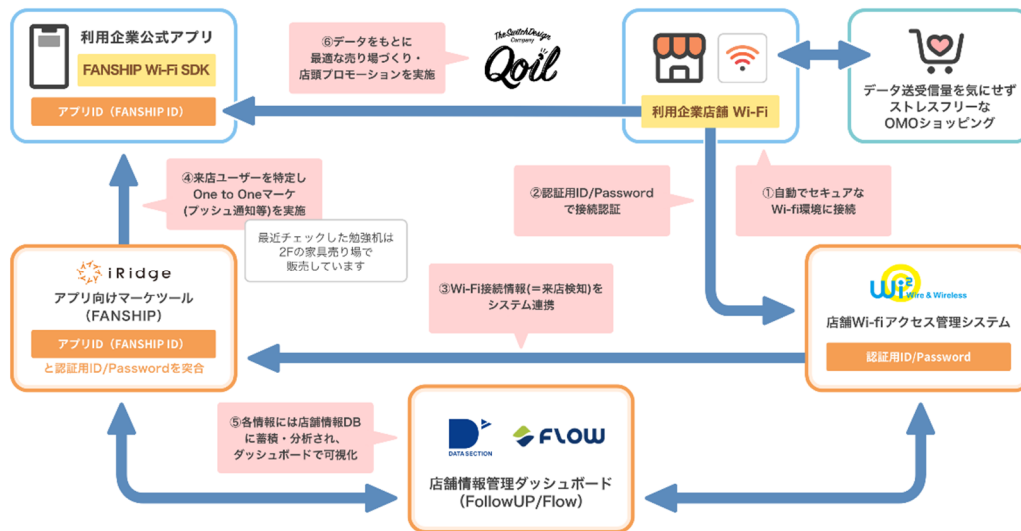 利用企業公式アプリ
FANSHIP Wi-Fi SDK
アプリID（FANSHIP ID）
⑥データをもとに
最適な売り場づくり・
店頭プロモーションを実施
The Switch Design
Company
Qoil
利用企業店舗 Wi-Fi
データ送受信量を気にせず
ストレスフリーな
OMOショッピング
④来店ユーザーを特定し
One to Oneマーケ
(プッシュ通知等)を実施
②認証用ID/Password
で接続認証
①自動でセキュアな
Wi-fi環境に接続
最近チェックした勉強机は
2Fの家具売り場で
販売しています
iRidge
アプリ向けマーケツール
（FANSHIP）
アプリID（FANSHIP ID）
と認証用ID/Passwordを突合
③Wi-Fi接続情報(＝来店検知)を
システム連携
Wi2
Wire & Wireless
店舗Wi-fiアクセス管理システム
認証用ID/Password
⑤各情報には店舗情報DB
に蓄積・分析され、
ダッシュボードで可視化
D
DATA SECTION
FLOW
店舗情報管理ダッシュボード
（FollowUP/Flow）